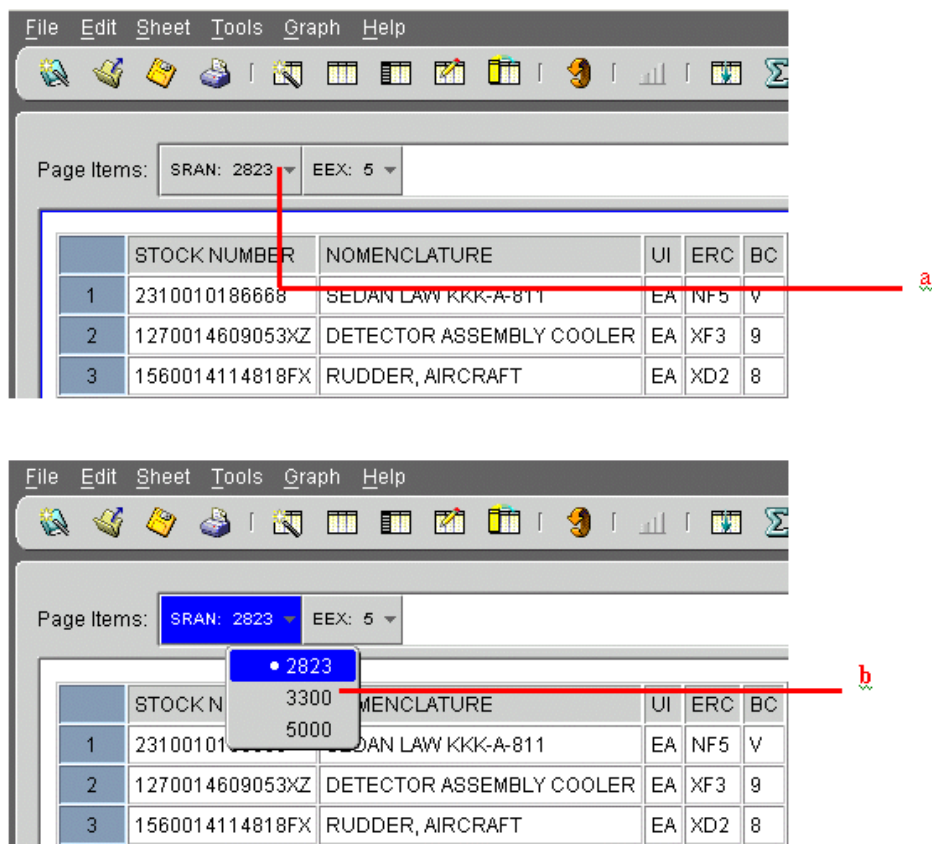 File Edit Sheet Tools Graph Help
Page Items: SRAN: 2823 EEX: 5
STOCK NUMBER NOMENCLATURE UI ERC BC
1 2310010186668 SEDAN LAW KKK-A-811 EA NF5 V
a
2 1270014609053XZ DETECTOR ASSEMBLY COOLER EA XF3 9
3 1560014114818FX RUDDER, AIRCRAFT EA XD2 8
File Edit Sheet Tools Graph Help
Page Items: SRAN: 2823 EEX: 5
• 2823
3300
5000
b
STOCK N MENCLATURE UI ERC BC
1 23100101 SEDAN LAW KKK-A-811 EA NF5 V
2 1270014609053XZ DETECTOR ASSEMBLY COOLER EA XF3 9
3 1560014114818FX RUDDER, AIRCRAFT EA XD2 8